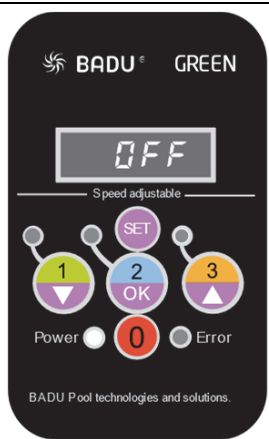 BADU® GREEN
OFF
Speed adjustable
SET
1 2 3
OK
Power 0 Error
BADU Pool technologies and solutions.